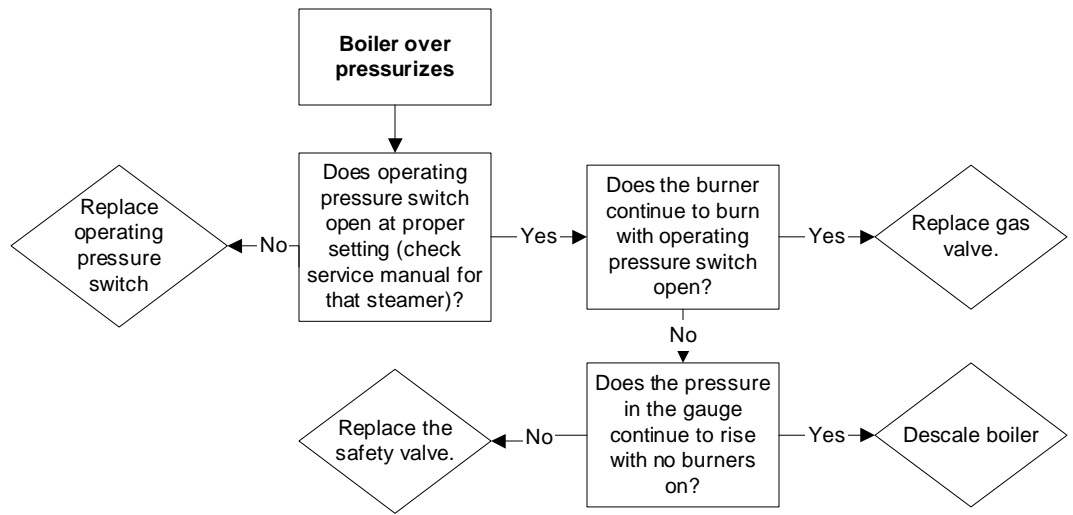 Boiler over
pressurizes
Does operating
pressure switch
open at proper
setting (check
service manual for
that steamer)?
No
Replace
operating
pressure
switch
Yes
Does the burner
continue to burn
with operating
pressure switch
open?
Yes
Replace gas
valve.
No
Does the pressure
in the gauge
continue to rise
with no burners
on?
No
Replace the
safety valve.
Yes
Descale boiler